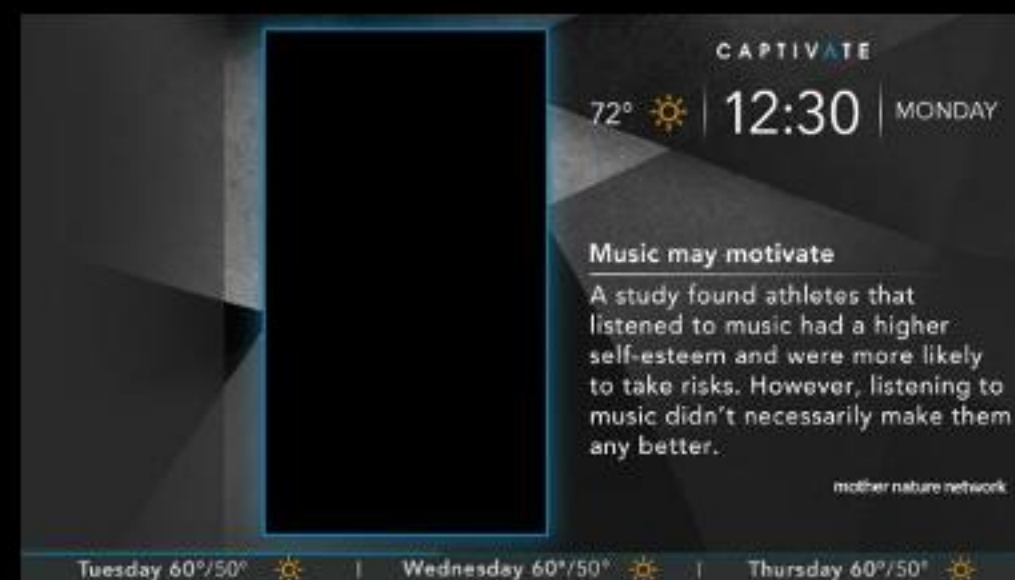 CAPTIVATE
72° | 12:30 | MONDAY
Music may motivate
A study found athletes that
listened to music had a higher
self-esteem and were more likely
to take risks. However, listening to
music didn't necessarily make them
any better.
mother nature network
Tuesday 60°/50° | Wednesday 60°/50° | Thursday 60°/50°